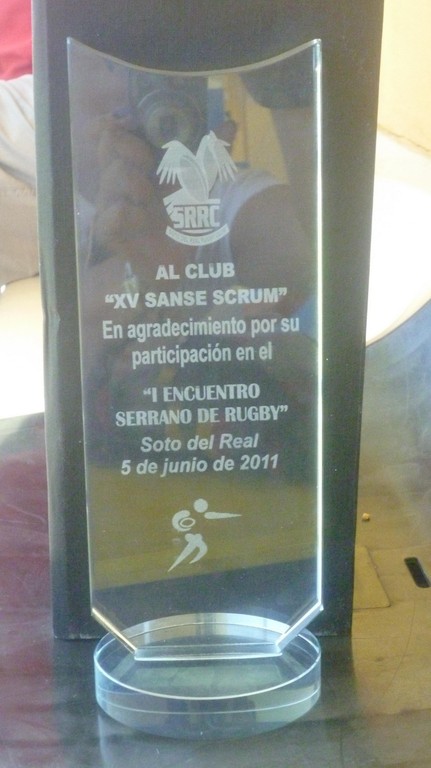 SRRC
AL CLUB
“XV SANSE SCRUM”
En agradecimiento por su
participación en el
“I ENCUENTRO
SERRANO DE RUGBY”
Soto del Real
5 de junio de 2011